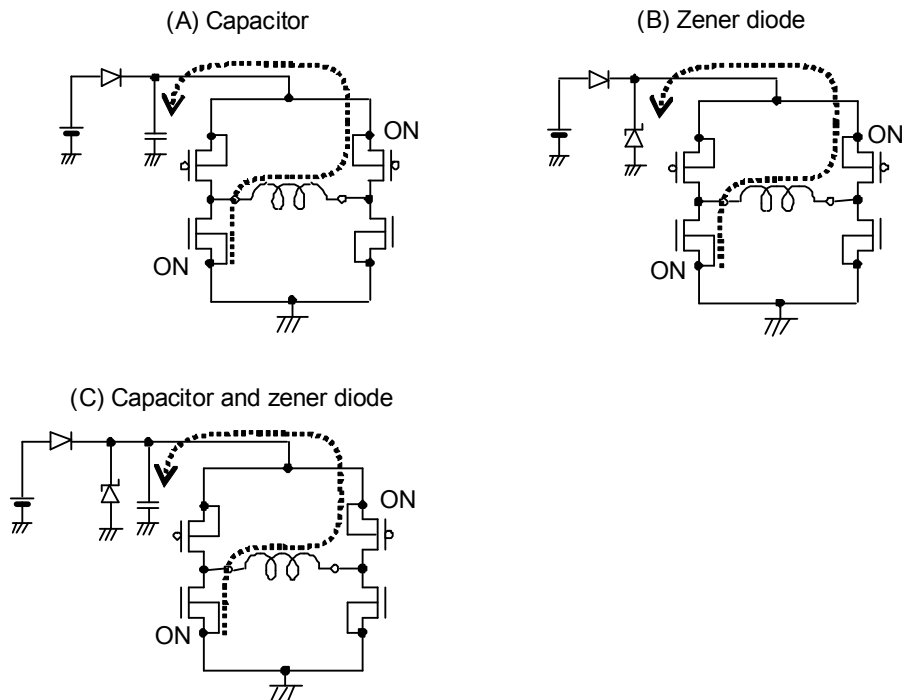 (A) Capacitor
(B) Zener diode
ON
ON
ON
ON
(C) Capacitor and zener diode
ON
ON